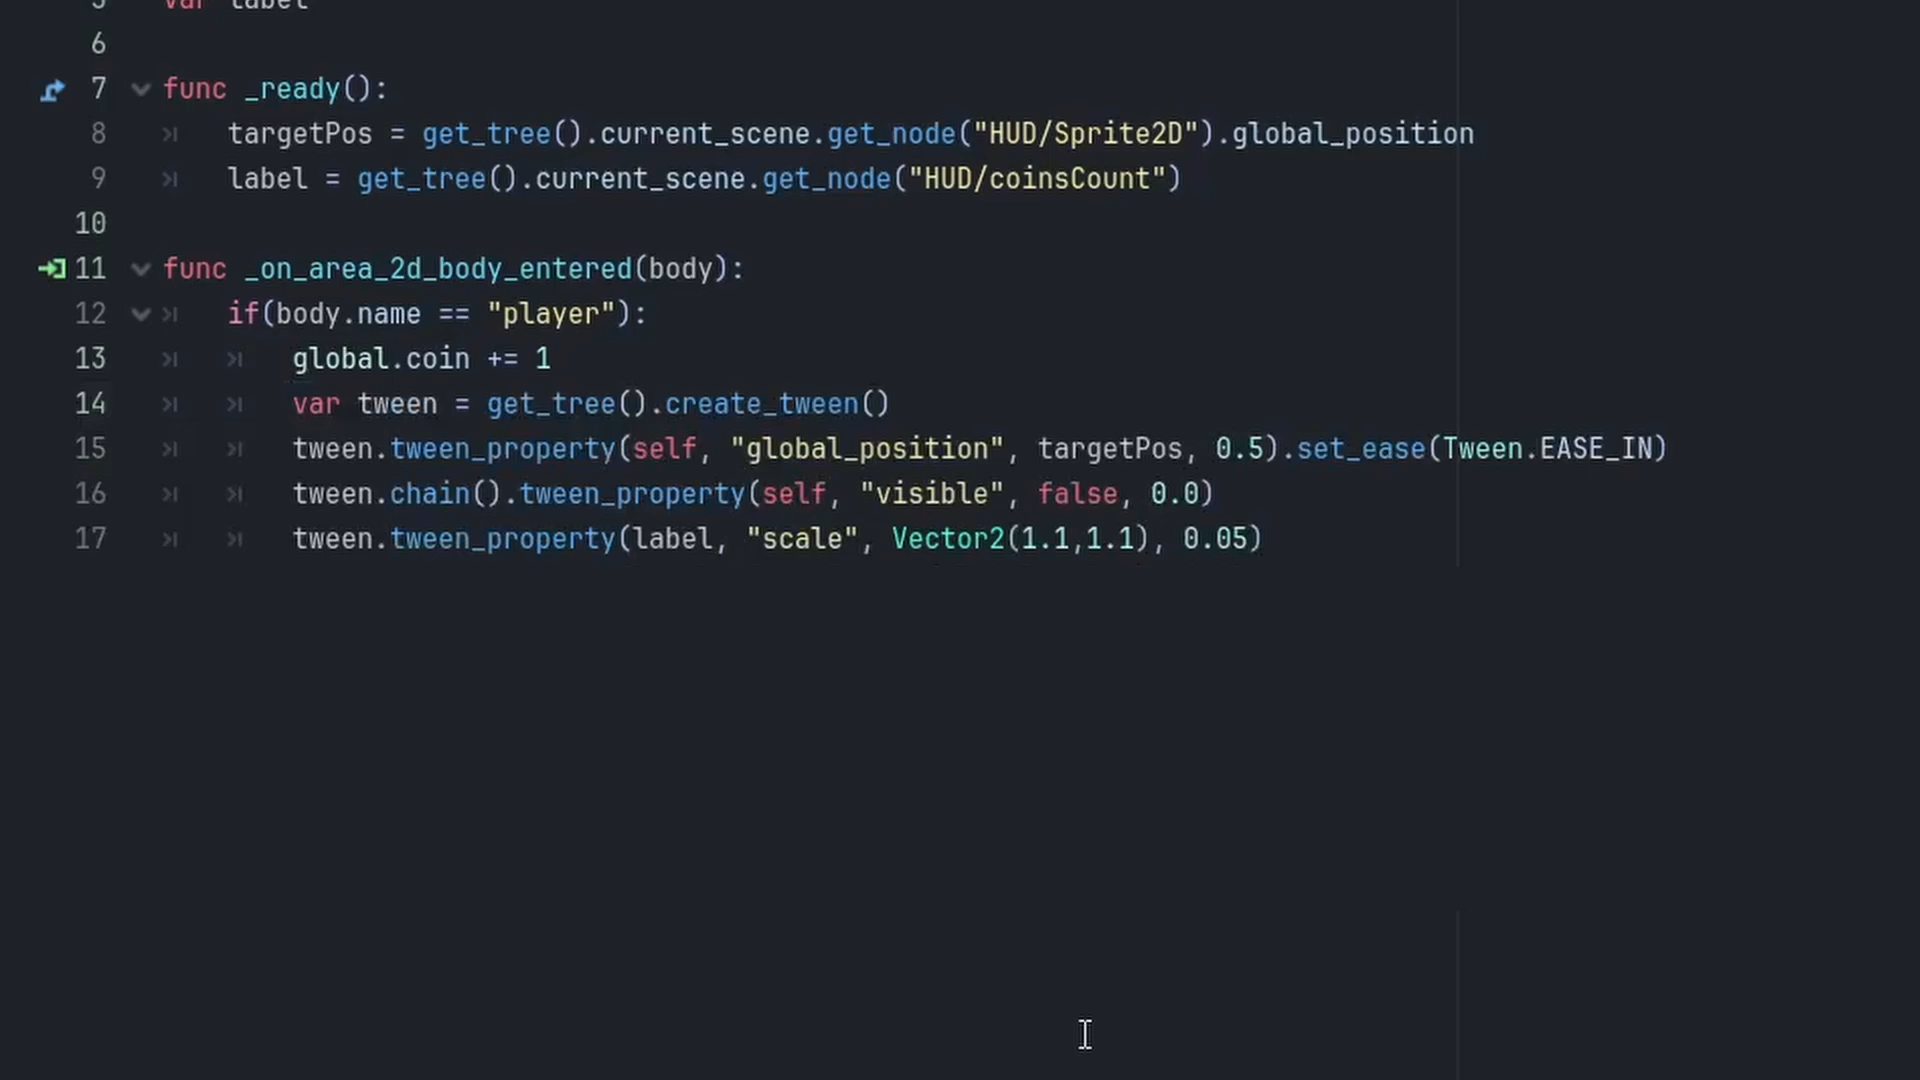 5 var label
6
7 func _ready():
8 targetPos = get_tree().current_scene.get_node("HUD/Sprite2D").global_position
9 label = get_tree().current_scene.get_node("HUD/coinsCount")
10
11 func _on_area_2d_body_entered(body):
12 if(body.name == "player"):
13 global.coin += 1
14 var tween = get_tree().create_tween()
15 tween.tween_property(self, "global_position", targetPos, 0.5).set_ease(Tween.EASE_IN)
16 tween.chain().tween_property(self, "visible", false, 0.0)
17 tween.tween_property(label, "scale", Vector2(1.1,1.1), 0.05)